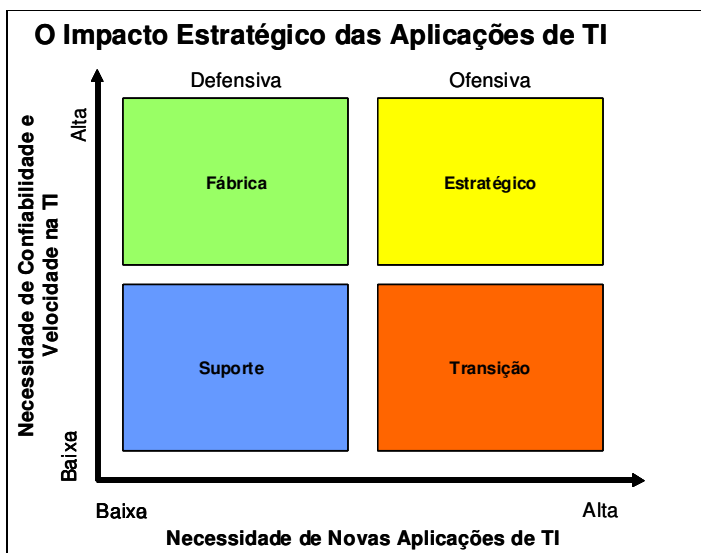 O Impacto Estratégico das Aplicações de TI
Defensiva
Ofensiva
Necessidade de Confiabilidade e
Velocidade na TI
Alta
Fábrica
Estratégico
Suporte
Transição
Baixa
Baixa
Alta
Necessidade de Novas Aplicações de TI